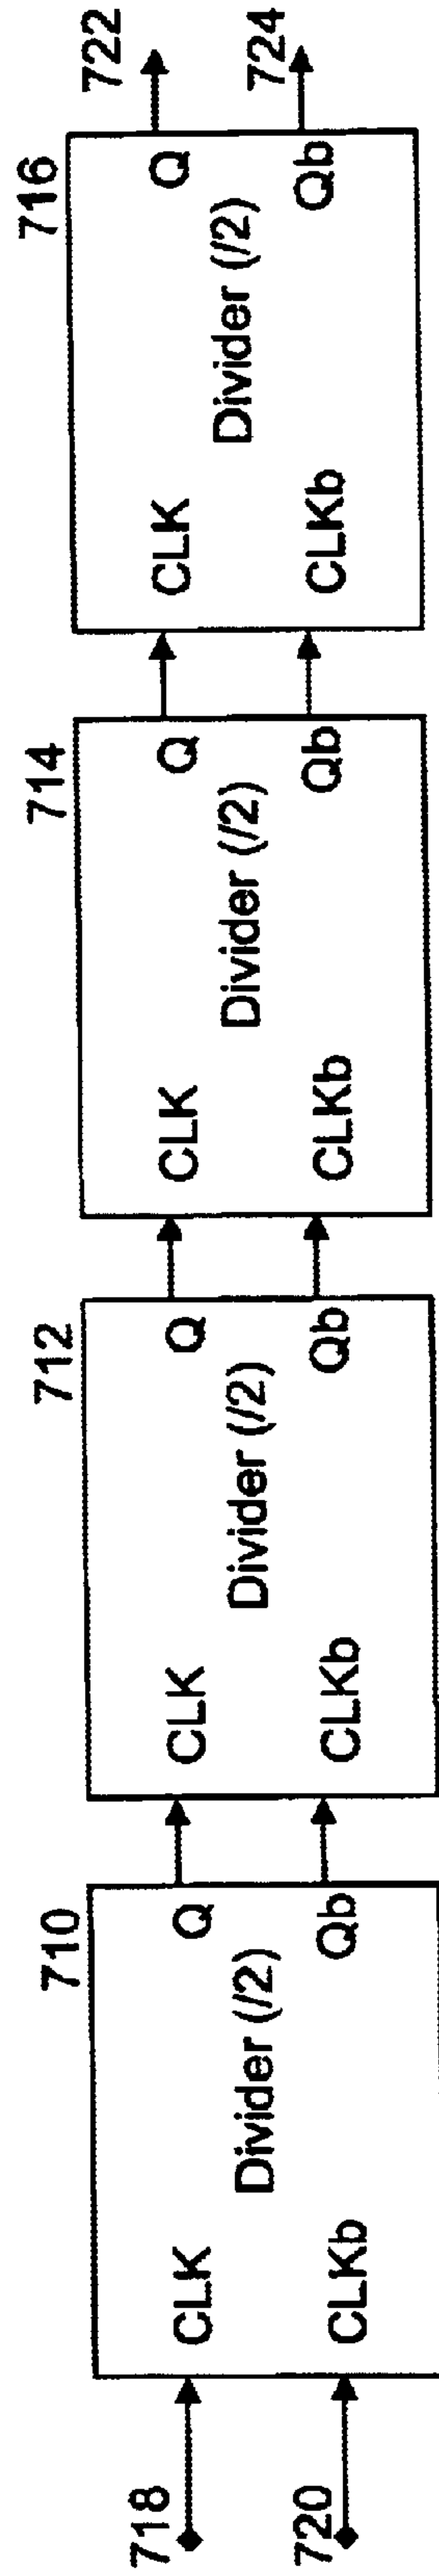 710
712
714
716
718
CLK
Q
CLK
Q
CLK
Q
CLK
Q
722
Divider (/2)
Divider (/2)
Divider (/2)
Divider (/2)
720
CLKb
Qb
CLKb
Qb
CLKb
Qb
CLKb
Qb
724